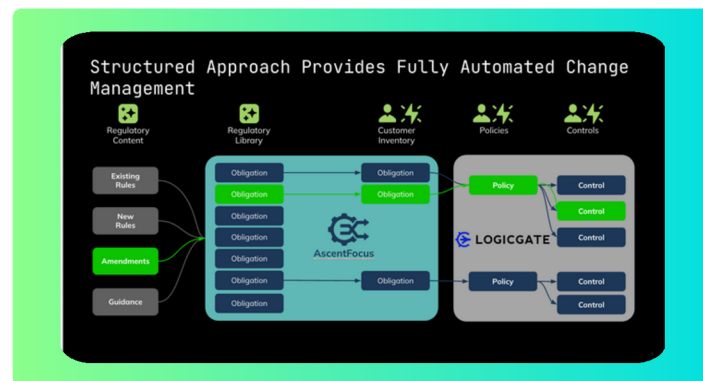 Structured Approach Provides Fully Automated Change
Management
Regulatory
Content
Regulatory
Library
Customer
Inventory
Policies
Controls
Existing
Rules
New
Rules
Amendments
Guidance
Obligation
Obligation
Obligation
Obligation
Obligation
Obligation
Obligation
AscentFocus
Obligation
Obligation
Obligation
Policy
LOGICGATE
Policy
Control
Control
Control
Control
Control